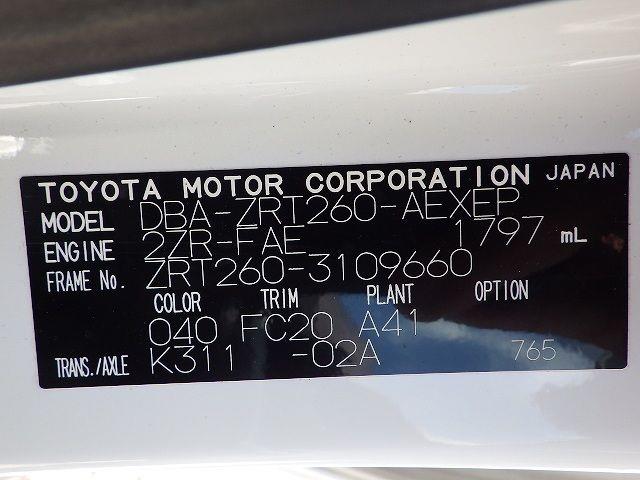 TOYOTA MOTOR CORPORATION JAPAN
MODEL DBA-ZRT260-AEXEP
ENGINE 2ZR-FAE 1797 mL
FRAME No. ZRT260-3109660
COLOR TRIM PLANT OPTION
040 FC20 A41
TRANS./AXLE K311 -02A 765